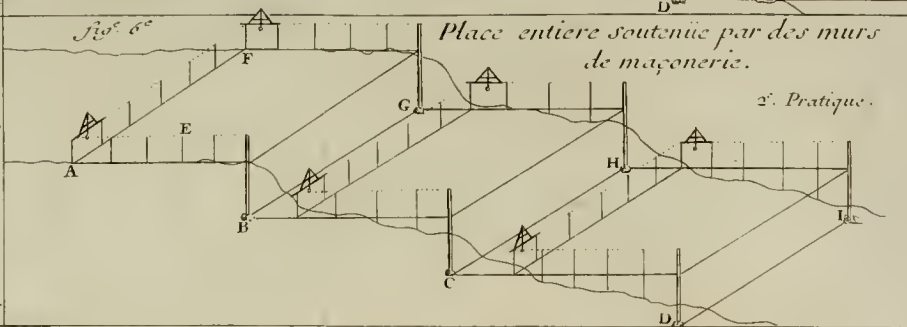 D
fig.e 6.e
Place entiere soutenüe par des murs
de maçonerie.
2.e Pratique.
F
G
E
A
H
B
I
C
D